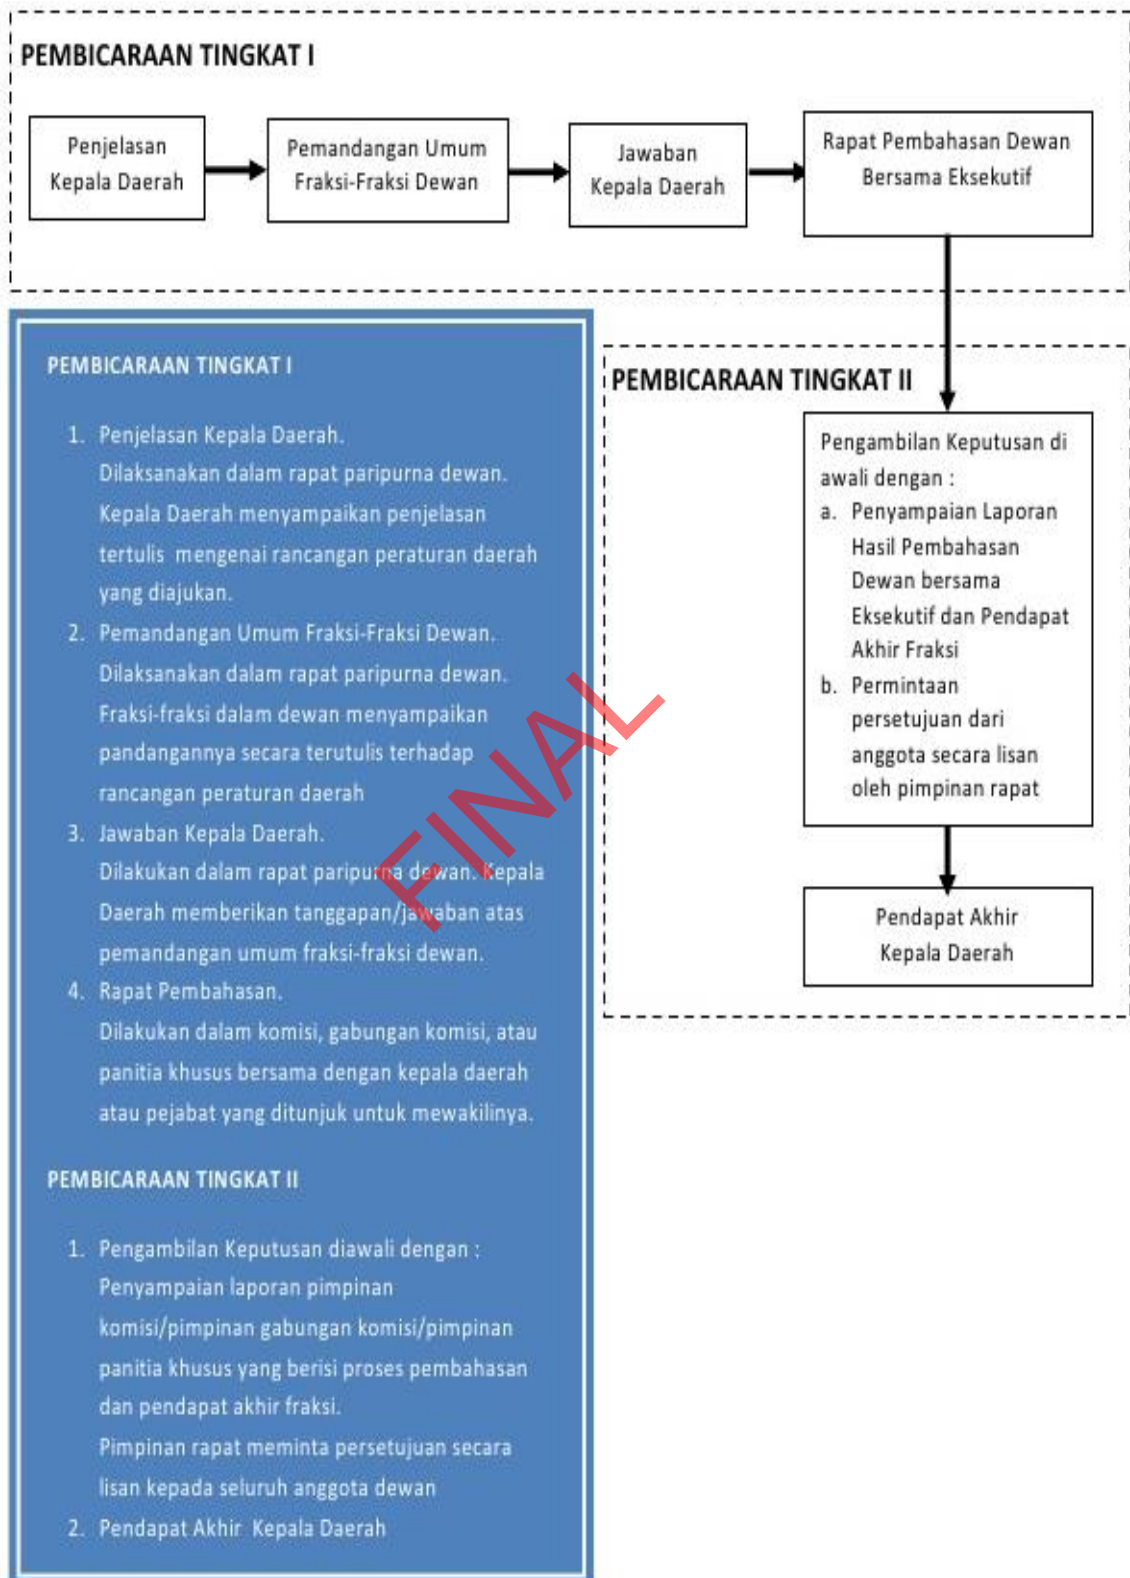 PEMBICARAAN TINGKAT I
Penjelasan
Kepala Daerah
Pemandangan Umum
Fraksi-Fraksi Dewan
Jawaban
Kepala Daerah
Rapat Pembahasan Dewan
Bersama Eksekutif
PEMBICARAAN TINGKAT I
1. Penjelasan Kepala Daerah.
Dilaksanakan dalam rapat paripurna dewan.
Kepala Daerah menyampaikan penjelasan
tertulis mengenai rancangan peraturan daerah
yang diajukan.
2. Pemandangan Umum Fraksi-Fraksi Dewan.
Dilaksanakan dalam rapat paripurna dewan.
Fraksi-fraksi dalam dewan menyampaikan
pandangannya secara terutulis terhadap
rancangan peraturan daerah
3. Jawaban Kepala Daerah.
Dilakukan dalam rapat paripurna dewan. Kepala
Daerah memberikan tanggapan/jawaban atas
pemandangan umum fraksi-fraksi dewan.
4. Rapat Pembahasan.
Dilakukan dalam komisi, gabungan komisi, atau
panitia khusus bersama dengan kepala daerah
atau pejabat yang ditunjuk untuk mewakilinya.
PEMBICARAAN TINGKAT II
1. Pengambilan Keputusan diawali dengan :
Penyampaian laporan pimpinan
komisi/pimpinan gabungan komisi/pimpinan
panitia khusus yang berisi proses pembahasan
dan pendapat akhir fraksi.
Pimpinan rapat meminta persetujuan secara
lisan kepada seluruh anggota dewan
2. Pendapat Akhir Kepala Daerah
PEMBICARAAN TINGKAT II
Pengambilan Keputusan di
awali dengan :
a. Penyampaian Laporan
Hasil Pembahasan
Dewan bersama
Eksekutif dan Pendapat
Akhir Fraksi
b. Permintaan
persetujuan dari
anggota secara lisan
oleh pimpinan rapat
Pendapat Akhir
Kepala Daerah
FINAL